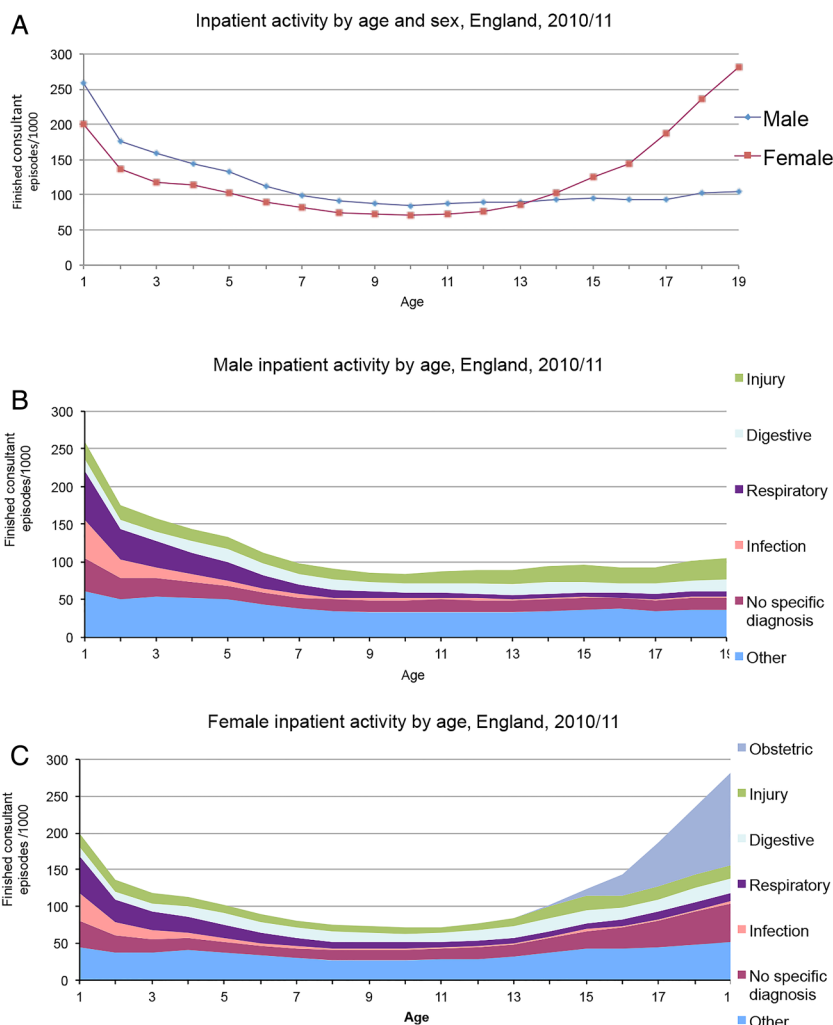 A
Inpatient activity by age and sex, England, 2010/11
Finished consultant
episodes/1000
300
250
200
150
100
50
0
1
3
5
7
9
11
13
15
17
19
Age
Male
Female
Male inpatient activity by age, England, 2010/11
B
Finished consultant
episodes/1000
300
250
200
150
100
50
0
1
3
5
7
9
11
13
15
17
19
Age
Injury
Digestive
Respiratory
Infection
No specific
diagnosis
Other
Female inpatient activity by age, England, 2010/11
C
Finished consultant
episodes /1000
300
250
200
150
100
50
0
1
3
5
7
9
11
13
15
17
1
Age
Obstetric
Injury
Digestive
Respiratory
Infection
No specific
diagnosis
Other